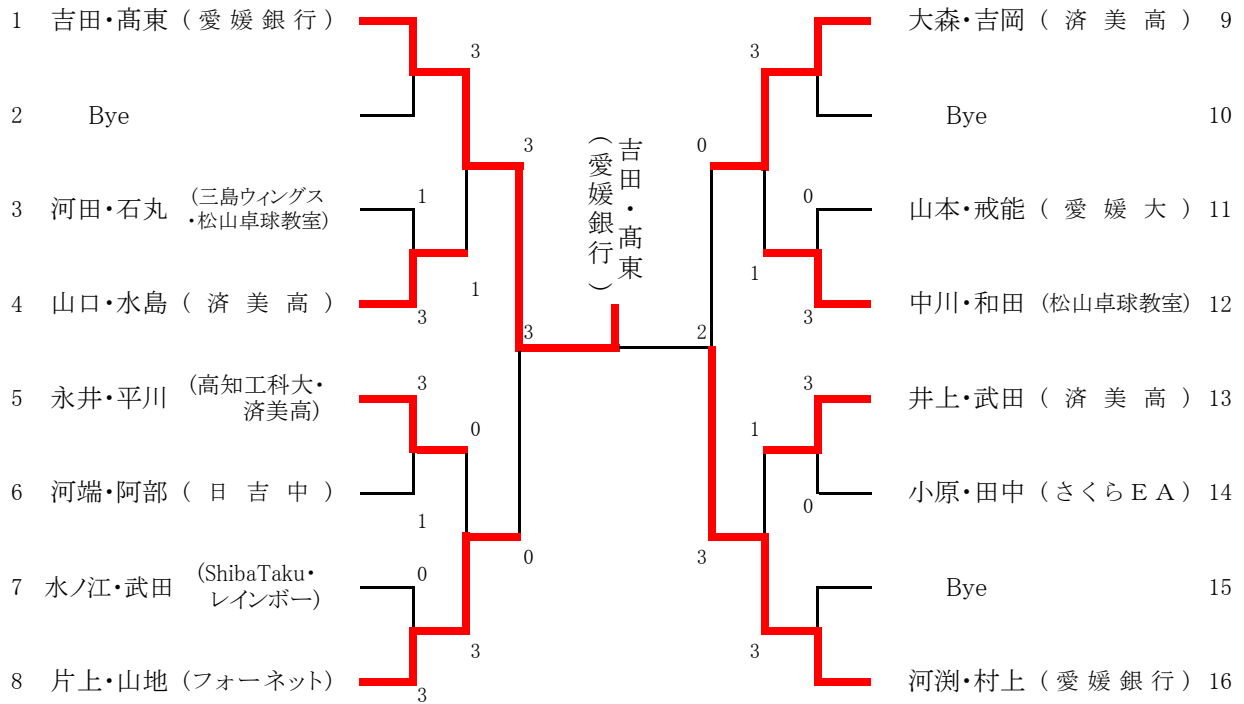 1 吉田・髙東 (愛媛銀行)
3
2 Bye
3
3 河田・石丸 (三島ウィングス
・松山卓球教室)
1
4 山口・水島 (済美高)
1
3
3
5 永井・平川 (高知工科大・
済美高)
3
0
6 河端・阿部 (日吉中)
1
0
7 水ノ江・武田 (ShibaTaku・
レインボー)
0
3
8 片上・山地 (フォーネット)
3
吉田・髙東
(愛媛銀行)
大森・吉岡 (済美高) 9
3
Bye 10
0
0
山本・戒能 (愛媛大) 11
1
中川・和田 (松山卓球教室) 12
3
2
3
井上・武田 (済美高) 13
1
小原・田中 (さくらEA) 14
0
3
Bye 15
3
河渕・村上 (愛媛銀行) 16